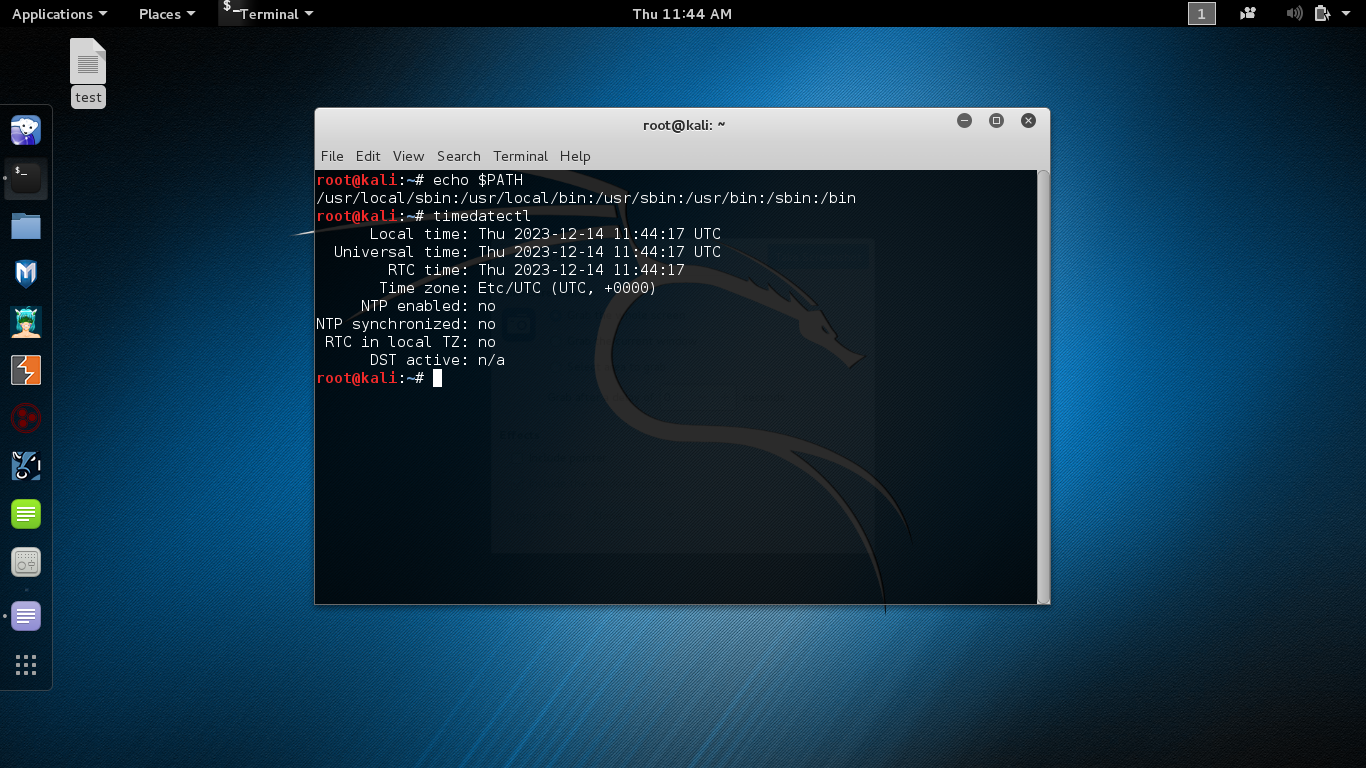 Applications Places $_ Terminal Thu 11:44 AM 1
test
root@kali: ~
File Edit View Search Terminal Help
root@kali:~# echo $PATH
/usr/local/sbin:/usr/local/bin:/usr/sbin:/usr/bin:/sbin:/bin
root@kali:~# timedatectl
Local time: Thu 2023-12-14 11:44:17 UTC
Universal time: Thu 2023-12-14 11:44:17 UTC
RTC time: Thu 2023-12-14 11:44:17
Time zone: Etc/UTC (UTC, +0000)
NTP enabled: no
NTP synchronized: no
RTC in local TZ: no
DST active: n/a
root@kali:~#
$_